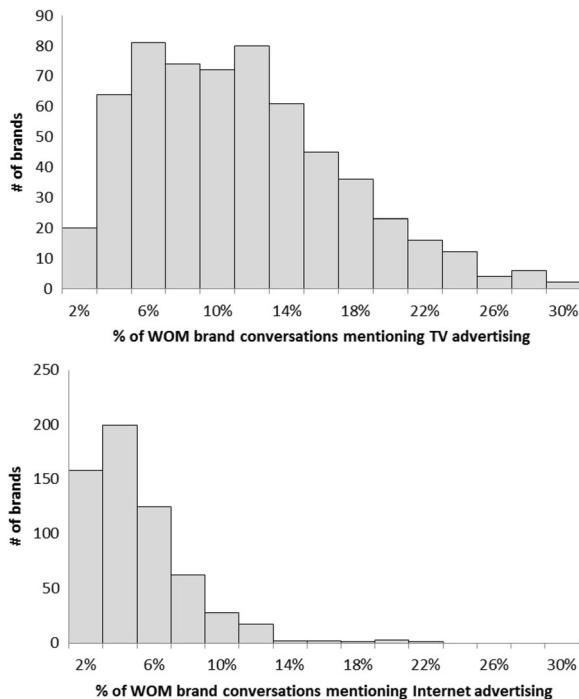 90
80
70
60
50
40
30
20
10
0
# of brands
2% 6% 10% 14% 18% 22% 26% 30%
% of WOM brand conversations mentioning TV advertising
250
200
150
100
50
0
# of brands
2% 6% 10% 14% 18% 22% 26% 30%
% of WOM brand conversations mentioning Internet advertising